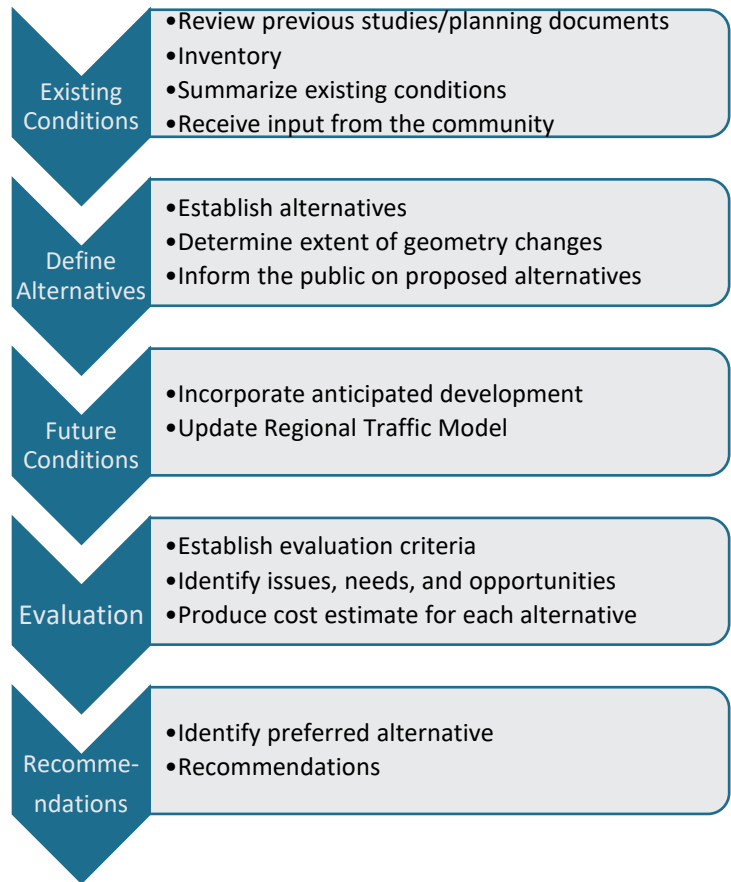 Existing
Conditions
•Review previous studies/planning documents
•Inventory
•Summarize existing conditions
•Receive input from the community
Define
Alternatives
•Establish alternatives
•Determine extent of geometry changes
•Inform the public on proposed alternatives
Future
Conditions
•Incorporate anticipated development
•Update Regional Traffic Model
Evaluation
•Establish evaluation criteria
•Identify issues, needs, and opportunities
•Produce cost estimate for each alternative
Recomme-
ndations
•Identify preferred alternative
•Recommendations